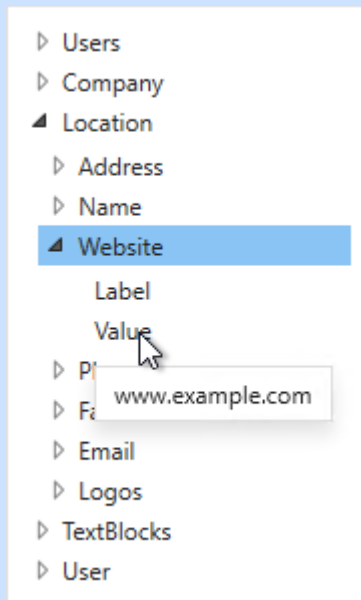 Users
Company
Location
Address
Name
Website
Label
Value
www.example.com
Email
Logos
TextBlocks
User